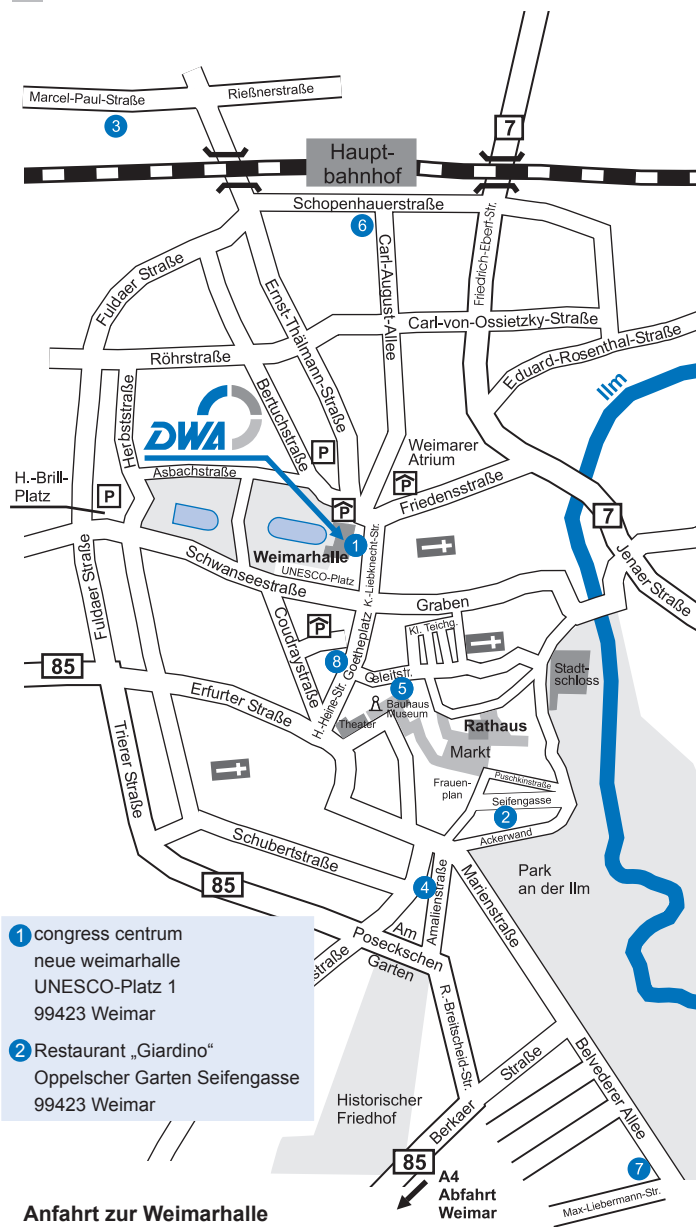 Marcel-Paul-Straße
Rießnerstraße
3
7
Haupt-
bahnhof
Schopenhauerstraße
6
Fuldaer Straße
Ernst-Thälmann-Straße
Carl-August-Allee
Friedrich-Ebert-Str.
Carl-von-Ossietzky-Straße
Röhrstraße
Eduard-Rosenthal-Straße
Ilm
Herbststraße
Bertuchstraße
DWA
Weimarer
Atrium
P
P
H.-Brill-
Platz
Asbachstraße
P
P
Friedensstraße
7
Weimarhalle
1
UNESCO-Platz
K.-Liebknecht-Str.
Jenaer Straße
Schwanseestraße
Fuldaer Straße
Graben
Coudraystraße
P
Goetheplatz
Kl. Teichg.
85
8
Geleitstr.
5
Stadt-
schloss
Erfurter Straße
H.-Heine-Str.
Theater
Bauhaus
Museum
Rathaus
Markt
Trierer Straße
Frauen-
plan
Puschkinstraße
Seifengasse
2
Ackerwand
Schubertstraße
85
4
Amalienstraße
Marienstraße
Park
an der Ilm
Am
Poseckschen
Garten
straße
1 congress centrum
neue weimarhalle
UNESCO-Platz 1
99423 Weimar
2 Restaurant „Giardino“
Oppelscher Garten Seifengasse
99423 Weimar
R.-Breitscheid-Str.
Historischer
Friedhof
Berkaer Straße
Belvederer Allee
85
7
A4
Abfahrt
Weimar
Max-Liebermann-Str.
Anfahrt zur Weimarhalle